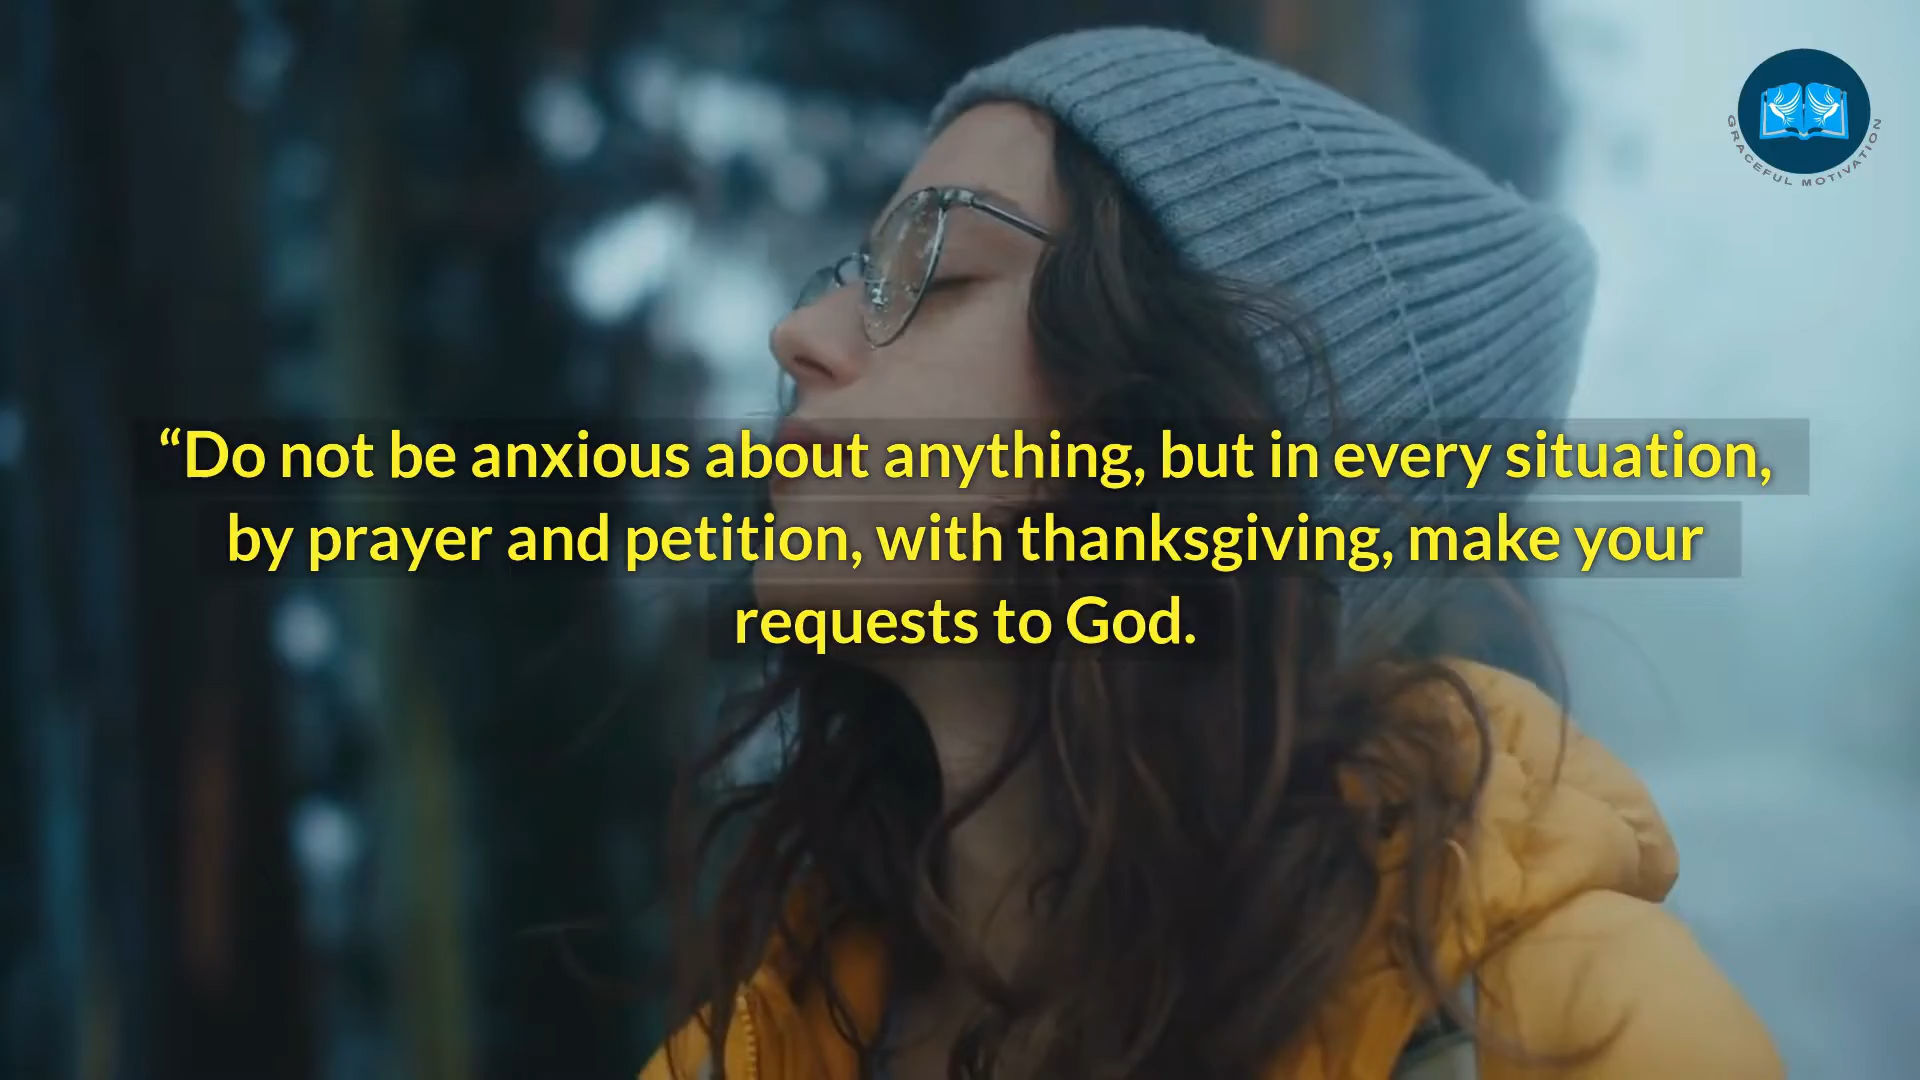 GRACEFUL MOTIVATION
“Do not be anxious about anything, but in every situation,
by prayer and petition, with thanksgiving, make your
requests to God.